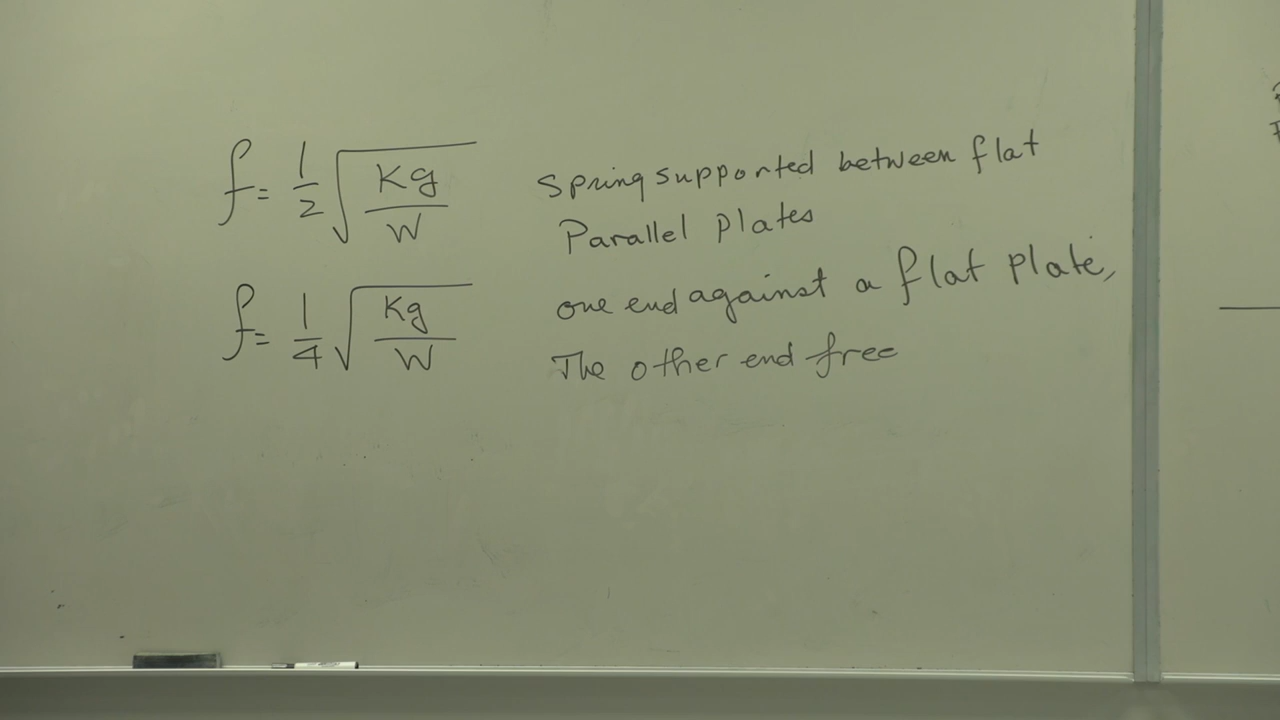 f = 1/2 √(Kg/W) Spring supported between flat
Parallel plates
f = 1/4 √(Kg/W) one end against a flat plate,
The other end free